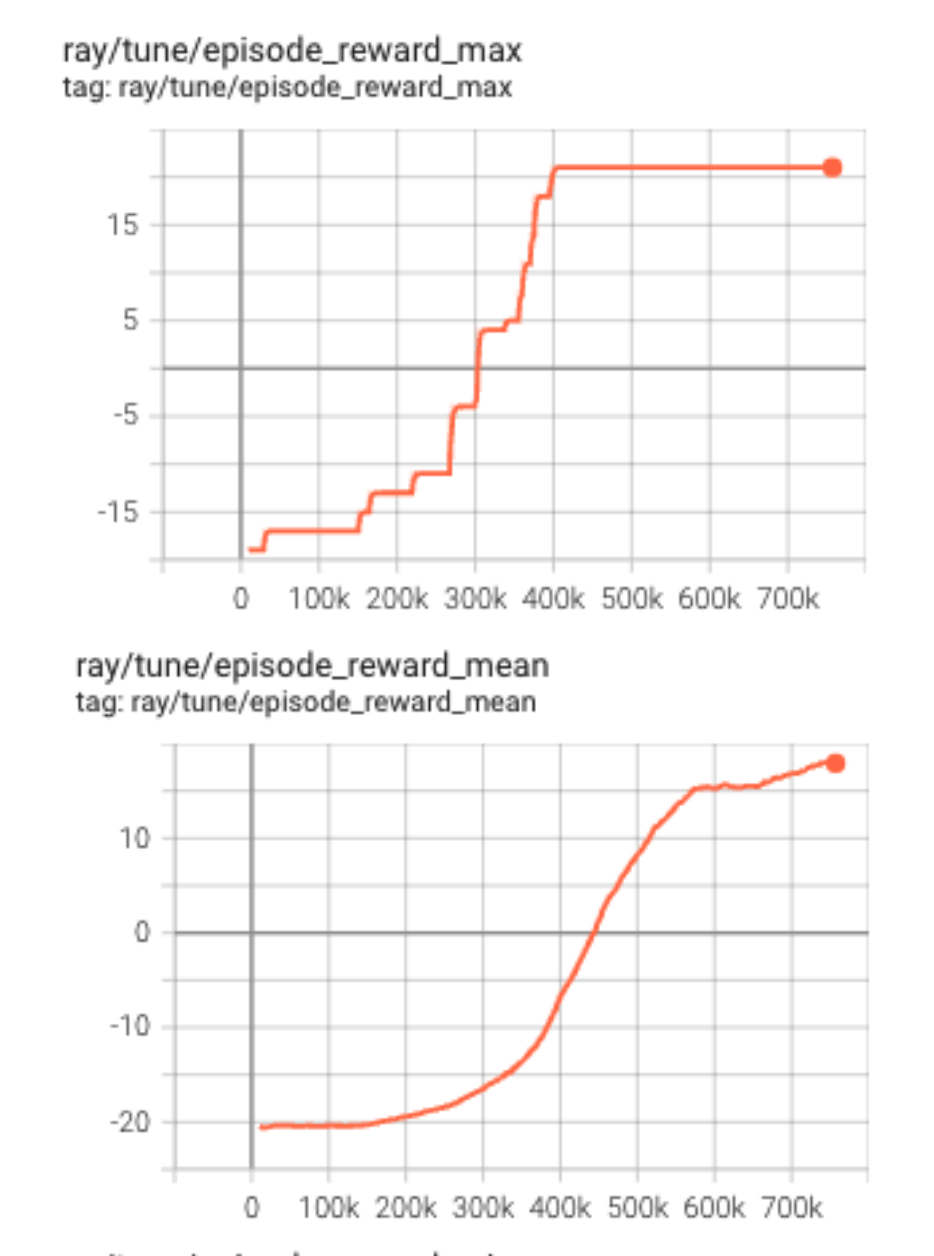 ray/tune/episode_reward_max
tag: ray/tune/episode_reward_max
15
5
-5
-15
0 100k 200k 300k 400k 500k 600k 700k
ray/tune/episode_reward_mean
tag: ray/tune/episode_reward_mean
10
0
-10
-20
0 100k 200k 300k 400k 500k 600k 700k